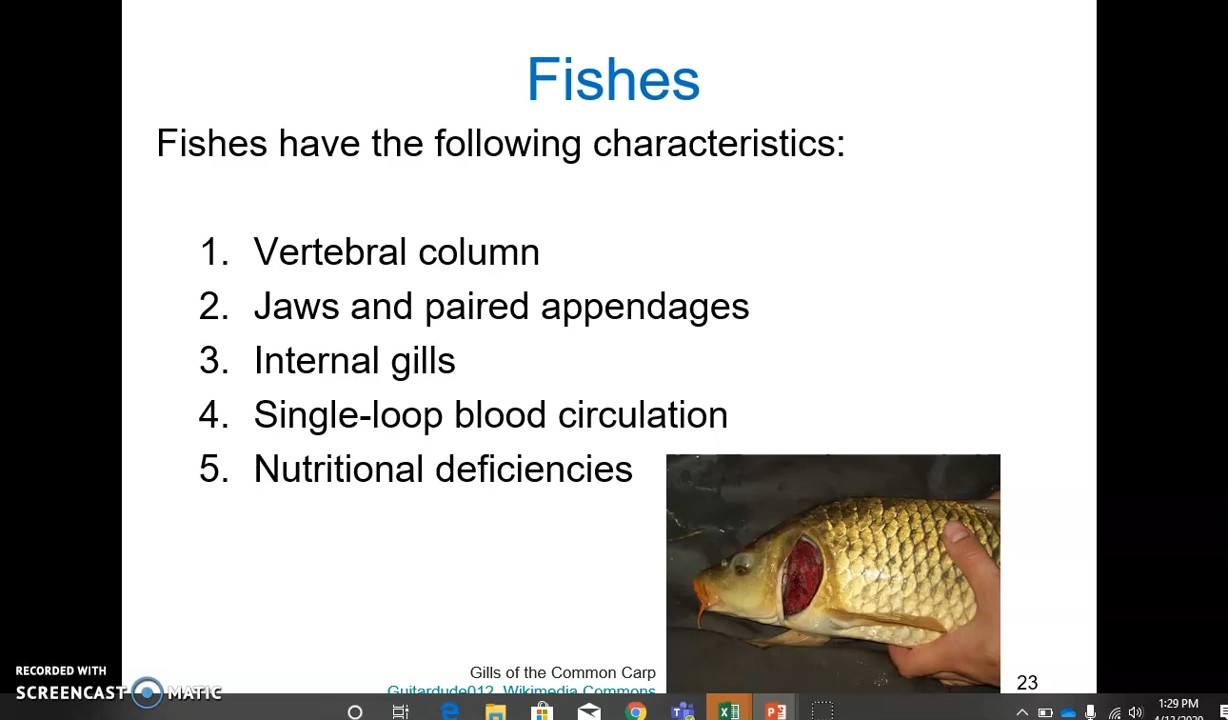 Fishes
Fishes have the following characteristics:
1. Vertebral column
2. Jaws and paired appendages
3. Internal gills
4. Single-loop blood circulation
5. Nutritional deficiencies
Gills of the Common Carp
Guitardude012, Wikimedia Commons
23
RECORDED WITH
SCREENCAST MATIC
1:29 PM